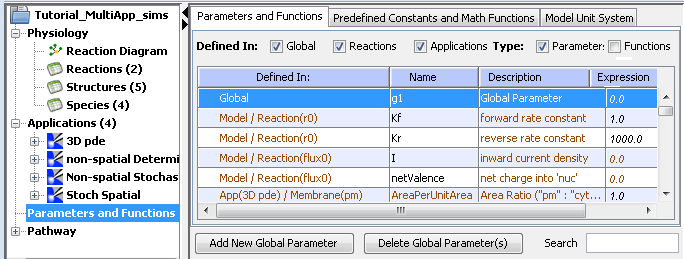 Tutorial_MultiApp_sims
Physiology
Reaction Diagram
Reactions (2)
Structures (5)
Species (4)
Applications (4)
3D pde
non-spatial Determi
Non-spatial Stochas
Stoch Spatial
Parameters and Functions
Pathway
Parameters and Functions Predefined Constants and Math Functions Model Unit System
Defined In: Global Reactions Applications Type: Parameter: Functions
Defined In: Name Description Expression
Global g1 Global Parameter 0.0
Model / Reaction(r0) Kf forward rate constant 1.0
Model / Reaction(r0) Kr reverse rate constant 1000.0
Model / Reaction(flux0) I inward current density 0.0
Model / Reaction(flux0) netValence net charge into 'nuc' 0.0
App(3D pde) / Membrane(pm) AreaPerUnitArea Area Ratio ("pm" : "cyt... 1.0
Add New Global Parameter Delete Global Parameter(s) Search